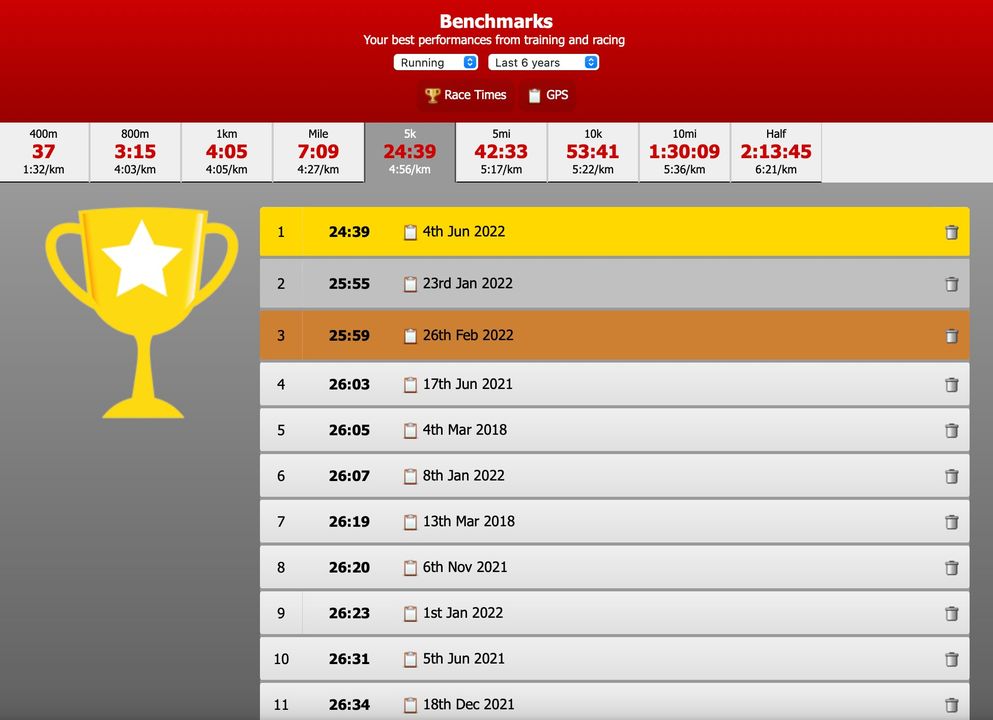 Benchmarks
Your best performances from training and racing
Running Last 6 years
Race Times GPS
400m 800m 1km Mile 5k 5mi 10k 10mi Half
37 3:15 4:05 7:09 24:39 42:33 53:41 1:30:09 2:13:45
1:32/km 4:03/km 4:05/km 4:27/km 4:56/km 5:17/km 5:22/km 5:36/km 6:21/km
1 24:39 4th Jun 2022
2 25:55 23rd Jan 2022
3 25:59 26th Feb 2022
4 26:03 17th Jun 2021
5 26:05 4th Mar 2018
6 26:07 8th Jan 2022
7 26:19 13th Mar 2018
8 26:20 6th Nov 2021
9 26:23 1st Jan 2022
10 26:31 5th Jun 2021
11 26:34 18th Dec 2021